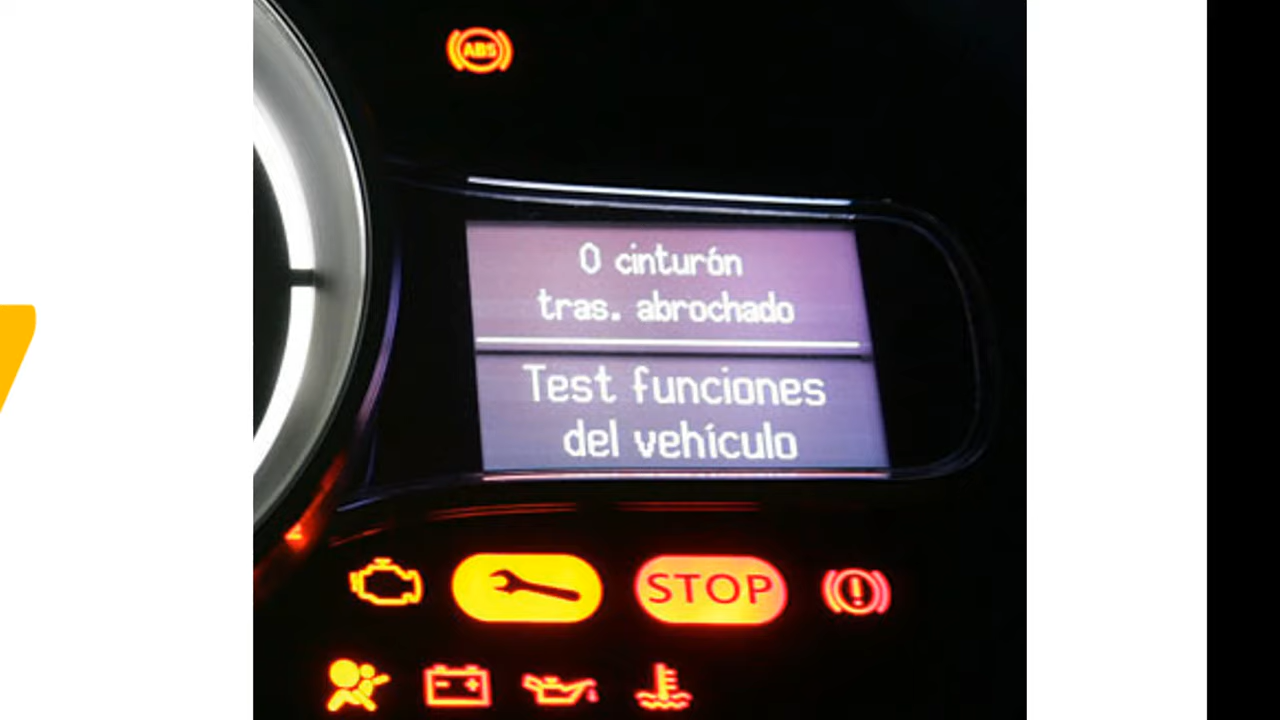 ABS
0 cinturón
tras. abrochado
Test funciones
del vehículo
STOP